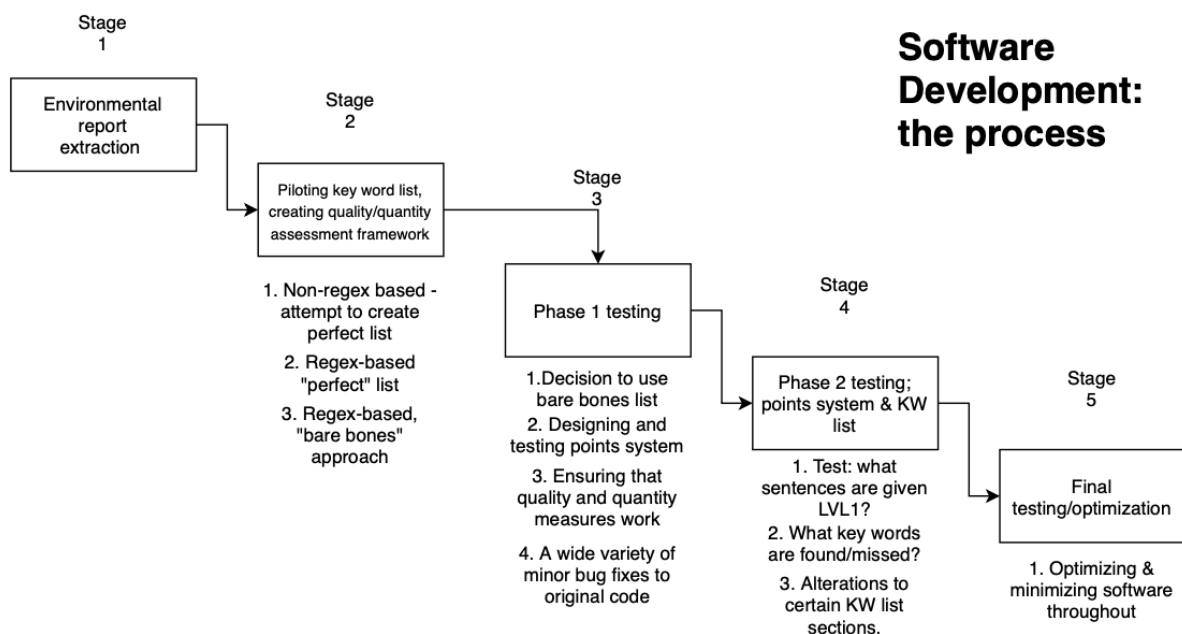 Software
Development:
the process
Stage
1
Environmental
report
extraction
Stage
2
Piloting key word list,
creating quality/quantity
assessment framework
1. Non-regex based -
attempt to create
perfect list
2. Regex-based
"perfect" list
3. Regex-based,
"bare bones"
approach
Stage
3
Phase 1 testing
1.Decision to use
bare bones list
2. Designing and
testing points system
3. Ensuring that
quality and quantity
measures work
4. A wide variety of
minor bug fixes to
original code
Stage
4
Phase 2 testing;
points system & KW
list
1. Test: what
sentences are given
LVL1?
2. What key words
are found/missed?
3. Alterations to
certain KW list
sections.
Stage
5
Final
testing/optimization
1. Optimizing &
minimizing software
throughout